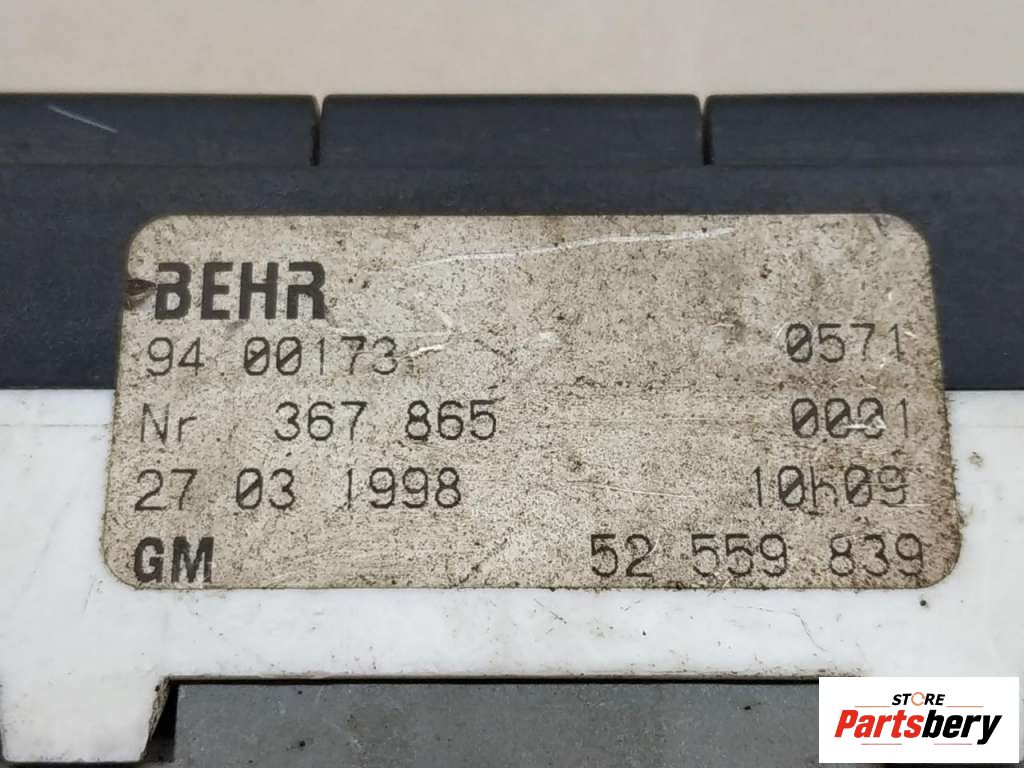 BEHR
94 00173 0571
Nr 367 865 0001
27 03 1998 10h09
GM 52 559 839
STORE
Partsbery